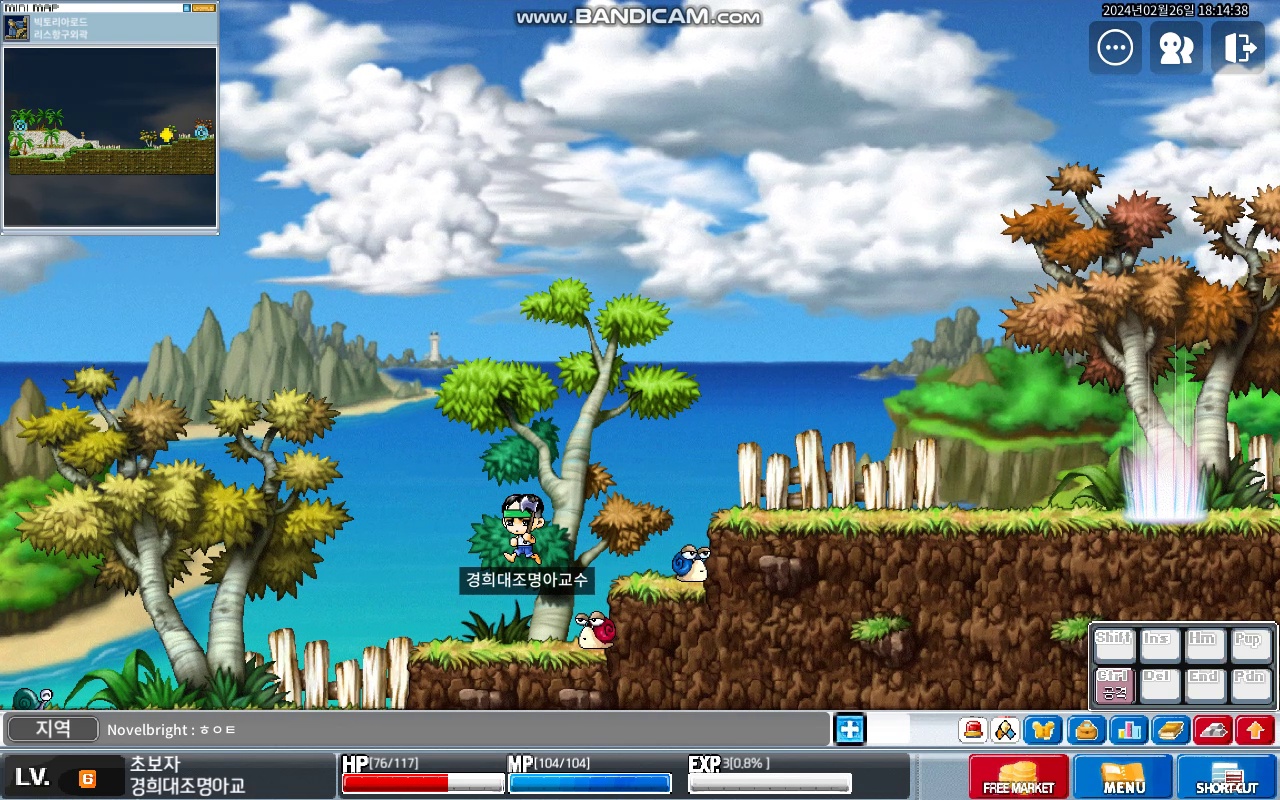 MINI MAP
WORLD
빅토리아로드
리스항구외곽
www.BANDICAM.com
2024년02월26일 18:14:38
경희대조명아교수
Shift Ins Hm Pup
Ctrl Del End Pdn
공격
지역 Novelbright : ㅎㅇㅌ
LV. 6 초보자
경희대조명아교
HP[76/117] MP[104/104] EXP 3[0.8% ]
FREE MARKET MENU SHORTCUT